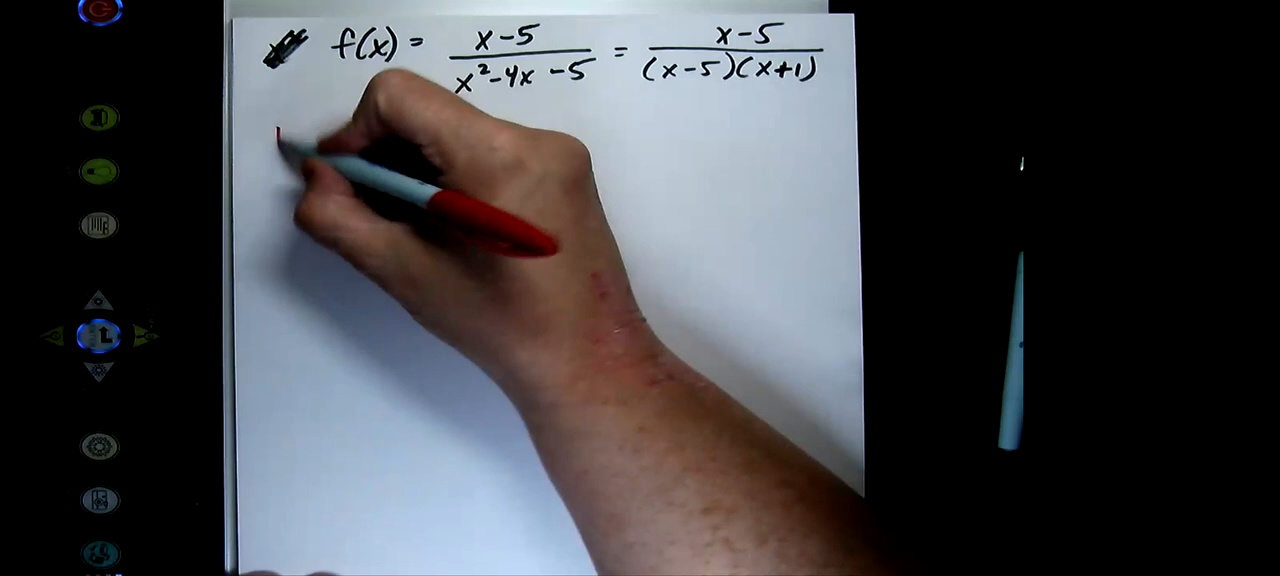 f(x) = x-5 / x²-4x-5 = x-5 / (x-5)(x+1)